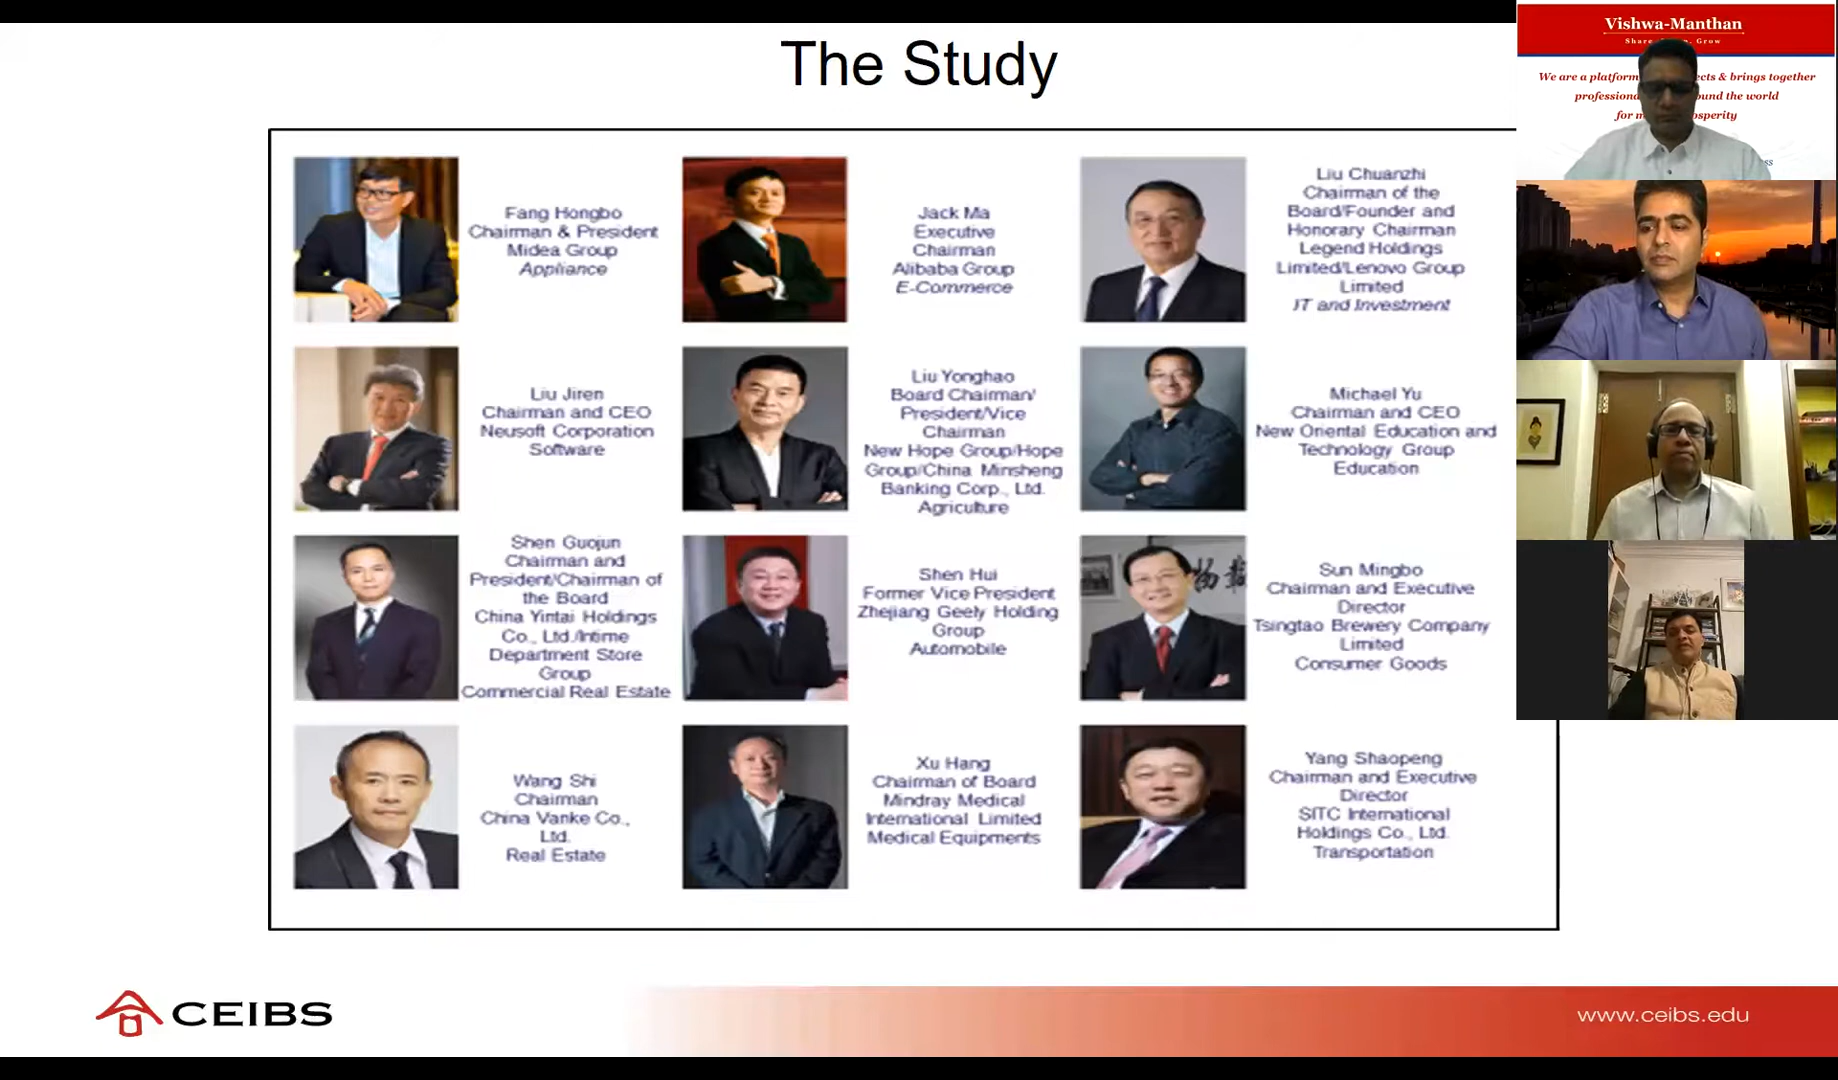 The Study
Fang Hongbo
Chairman & President
Midea Group
Appliance
Jack Ma
Executive
Chairman
Alibaba Group
E-Commerce
Liu Chuanzhi
Chairman of the
Board/Founder and
Honorary Chairman
Legend Holdings
Limited/Lenovo Group
Limited
IT and Investment
Liu Jiren
Chairman and CEO
Neusoft Corporation
Software
Liu Yonghao
Board Chairman/
President/Vice
Chairman
New Hope Group/Hope
Group/China Minsheng
Banking Corp., Ltd.
Agriculture
Michael Yu
Chairman and CEO
New Oriental Education and
Technology Group
Education
Shen Guojun
Chairman and
President/Chairman of
the Board
China Yintai Holdings
Co., Ltd./Intime
Department Store
Group
Commercial Real Estate
Shen Hui
Former Vice President
Zhejiang Geely Holding
Group
Automobile
Sun Mingbo
Chairman and Executive
Director
Tsingtao Brewery Company
Limited
Consumer Goods
Wang Shi
Chairman
China Vanke Co.,
Ltd.
Real Estate
Xu Hang
Chairman of Board
Mindray Medical
International Limited
Medical Equipments
Yang Shaopeng
Chairman and Executive
Director
SITC International
Holdings Co., Ltd.
Transportation
CEIBS
www.ceibs.edu
Vishwa-Manthan
Grow
We are a platform & brings together
the world
for